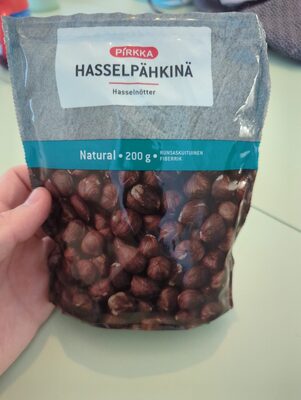 PIRKKA
HASSELPÄHKINÄ
Hasselnötter
Natural • 200 g • RUNSASKUITUINEN
FIBERRIK